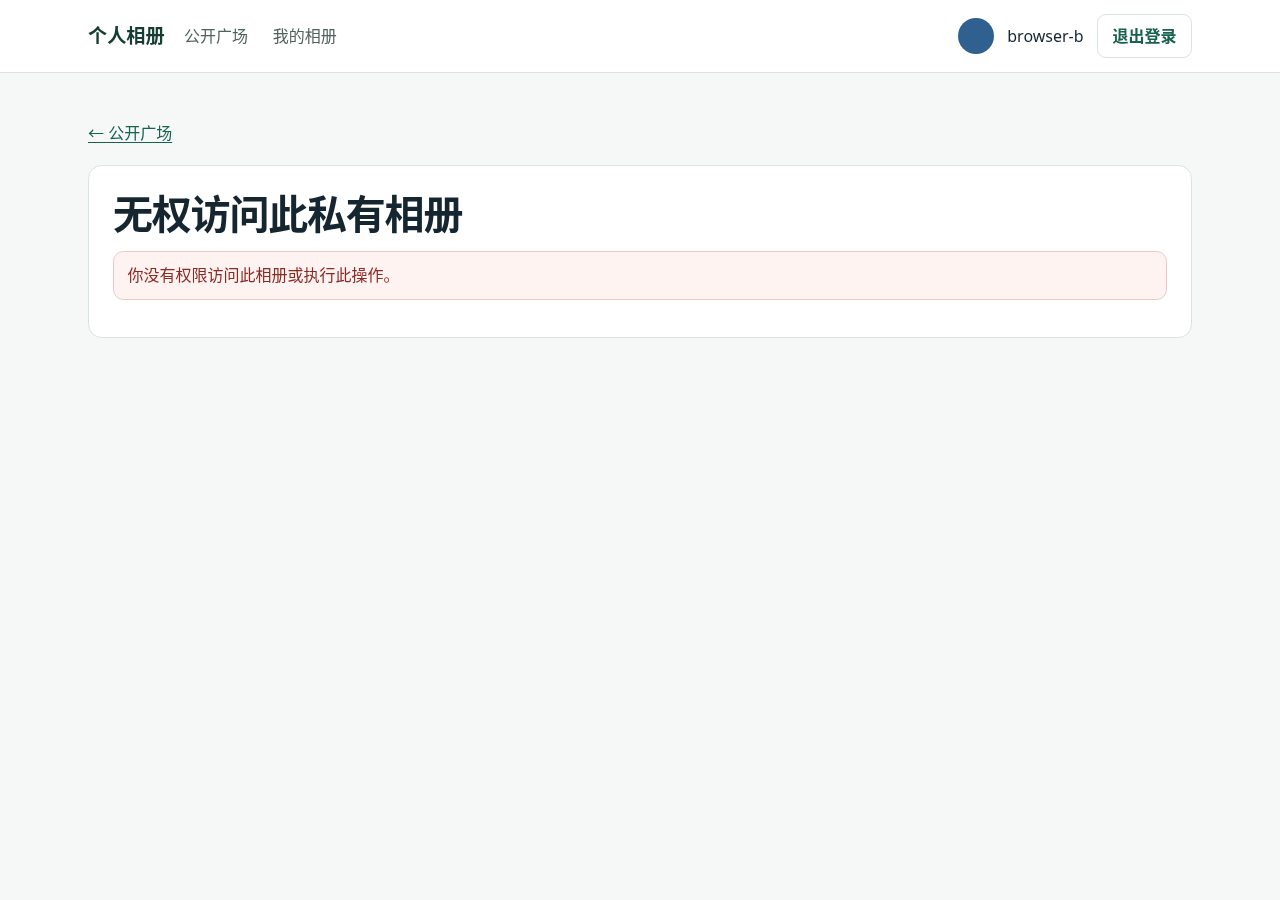 个人相册 公开广场 我的相册 browser-b 退出登录
← 公开广场
无权访问此私有相册
你没有权限访问此相册或执行此操作。